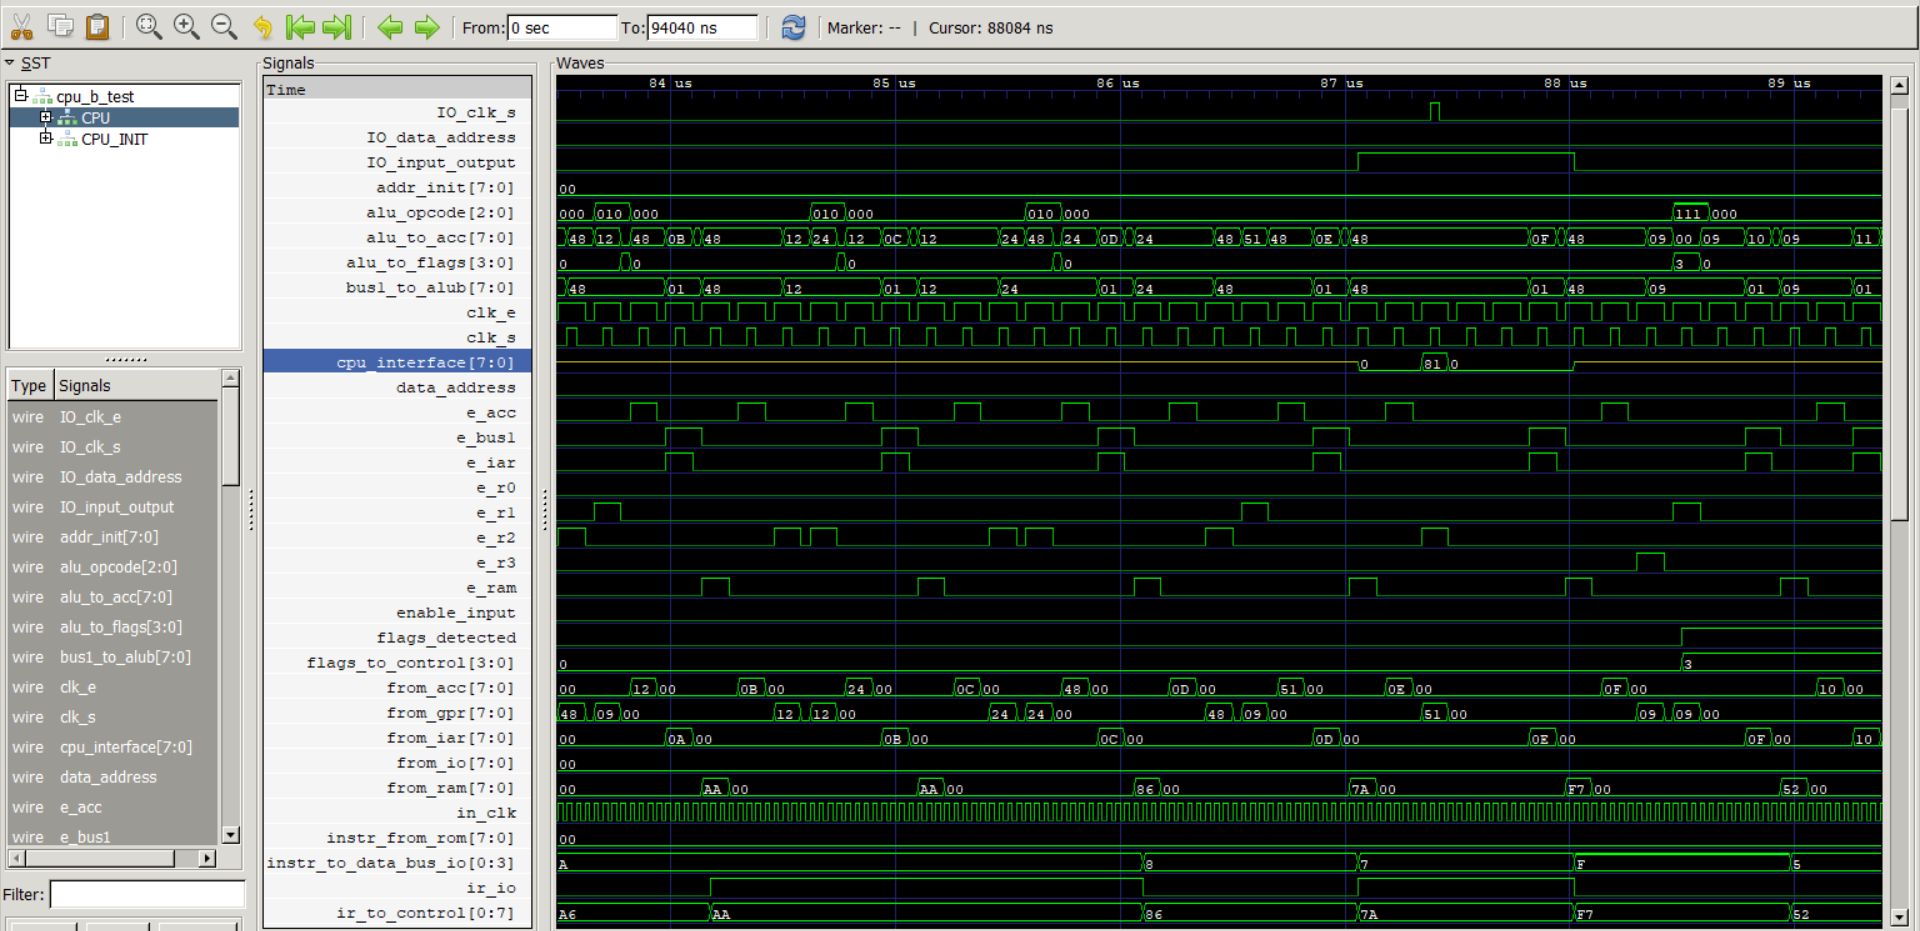 From: 0 sec To: 94040 ns Marker: -- | Cursor: 88084 ns
SST
cpu_b_test
CPU
CPU_INIT
Type Signals
wire IO_clk_e
wire IO_clk_s
wire IO_data_address
wire IO_input_output
wire addr_init[7:0]
wire alu_opcode[2:0]
wire alu_to_acc[7:0]
wire alu_to_flags[3:0]
wire bus1_to_alub[7:0]
wire clk_e
wire clk_s
wire cpu_interface[7:0]
wire data_address
wire e_acc
wire e_bus1
Filter:
Signals
Waves
Time 84 us 85 us 86 us 87 us 88 us 89 us
IO_clk_s
IO_data_address
IO_input_output
addr_init[7:0] 00
alu_opcode[2:0] 000 010 000 010 000 010 000 111 000
alu_to_acc[7:0] 48 12 48 0B 48 12 24 12 0C 12 24 48 24 0D 24 48 51 48 0E 48 0F 48 09 00 09 10 09 11
alu_to_flags[3:0] 0 0 0 0 3 0
bus1_to_alub[7:0] 48 01 48 12 01 12 24 01 24 48 01 48 01 48 09 01 09 01
clk_e
clk_s
cpu_interface[7:0] 0 81 0
data_address
e_acc
e_bus1
e_iar
e_r0
e_r1
e_r2
e_r3
e_ram
enable_input
flags_detected
flags_to_control[3:0] 0 3
from_acc[7:0] 00 12 00 0B 00 24 00 0C 00 48 00 0D 00 51 00 0E 00 0F 00 10 00
from_gpr[7:0] 48 09 00 12 12 00 24 24 00 48 09 00 51 00 09 09 00
from_iar[7:0] 00 0A 00 0B 00 0C 00 0D 00 0E 00 0F 00 10
from_io[7:0] 00
from_ram[7:0] 00 AA 00 AA 00 86 00 7A 00 F7 00 52 00
in_clk
instr_from_rom[7:0] 00
instr_to_data_bus_io[0:3] A 8 7 F 5
ir_io
ir_to_control[0:7] A6 AA 86 7A F7 52